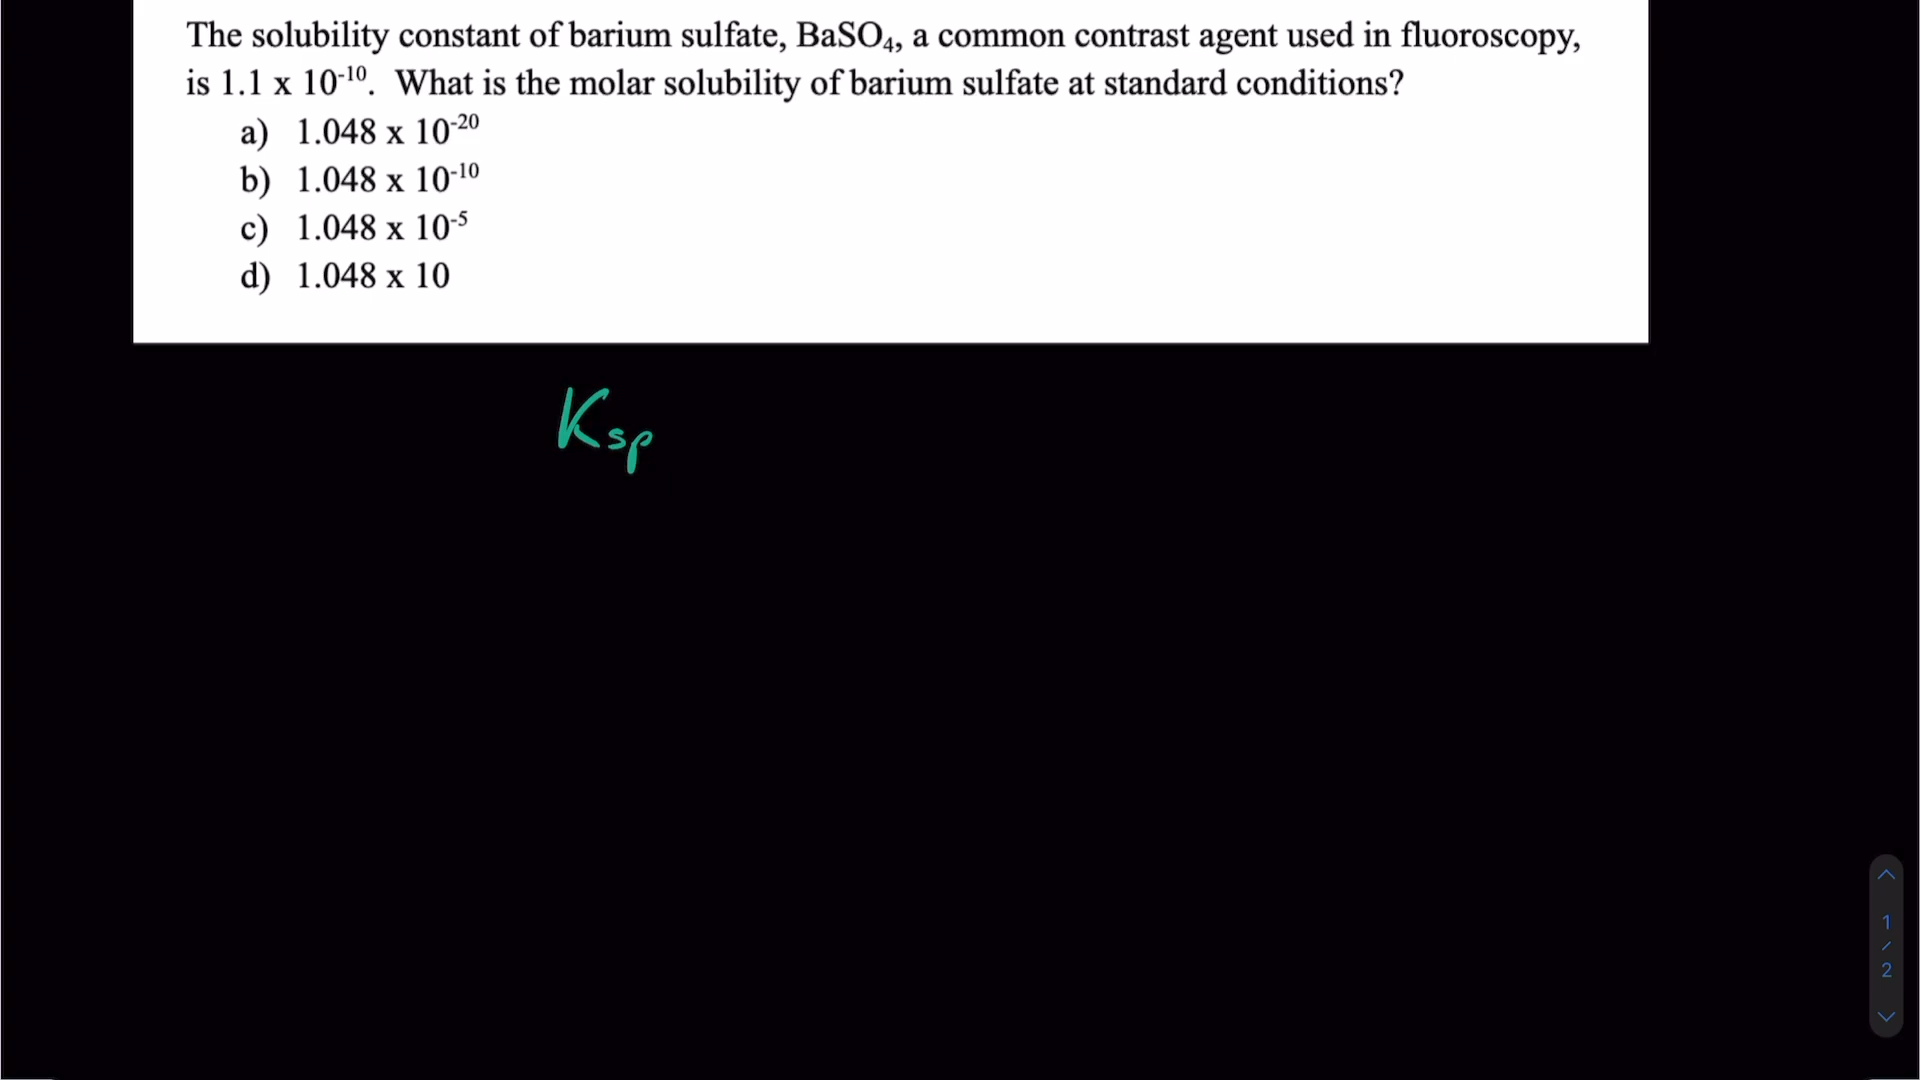 The solubility constant of barium sulfate, BaSO₄, a common contrast agent used in fluoroscopy,
is 1.1 x 10⁻¹⁰. What is the molar solubility of barium sulfate at standard conditions?
a) 1.048 x 10⁻²⁰
b) 1.048 x 10⁻¹⁰
c) 1.048 x 10⁻⁵
d) 1.048 x 10
Ksp
1
/
2